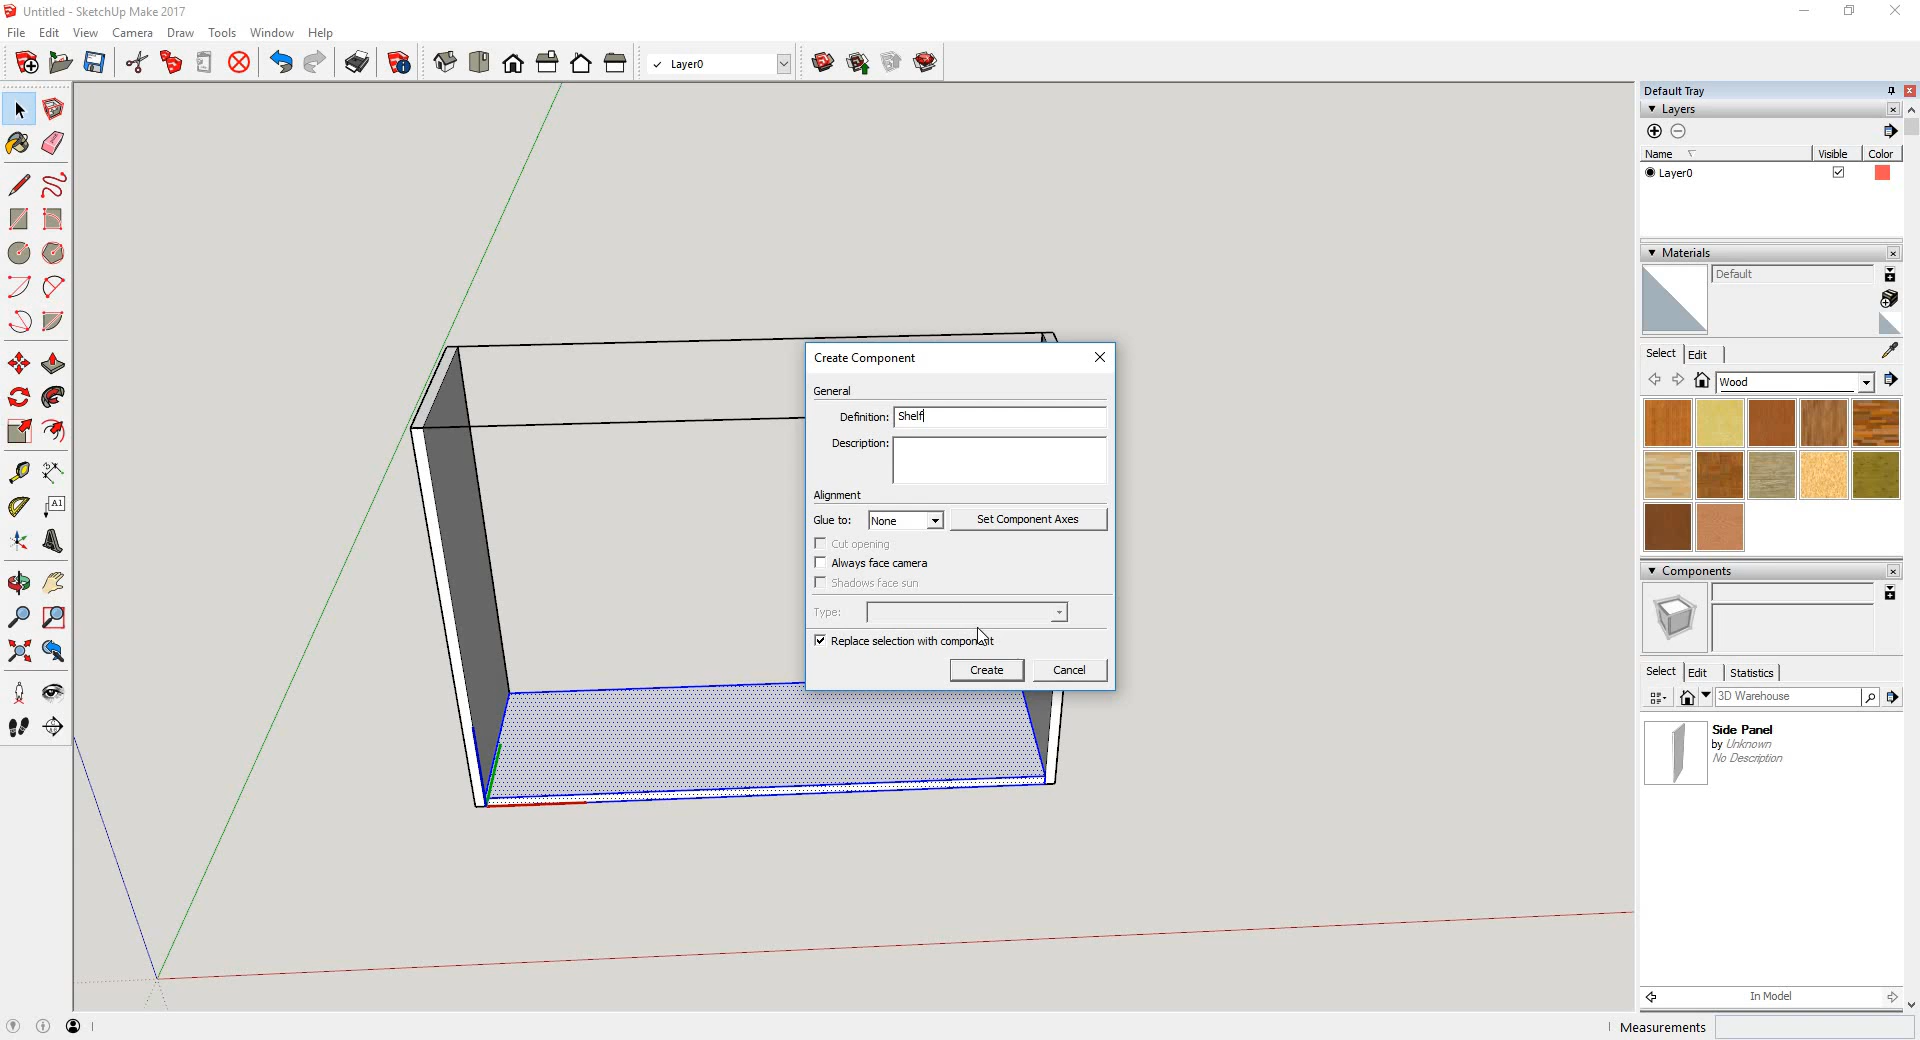 Untitled - SketchUp Make 2017
File Edit View Camera Draw Tools Window Help
Layer0
Default Tray
Layers
Name Visible Color
Layer0
Materials
Default
Select Edit
Wood
Components
Select Edit Statistics
3D Warehouse
Side Panel
by Unknown
No Description
In Model
Create Component
General
Definition: Shelf
Description:
Alignment
Glue to: None Set Component Axes
Cut opening
Always face camera
Shadows face sun
Type:
Replace selection with component
Create Cancel
A1
Measurements